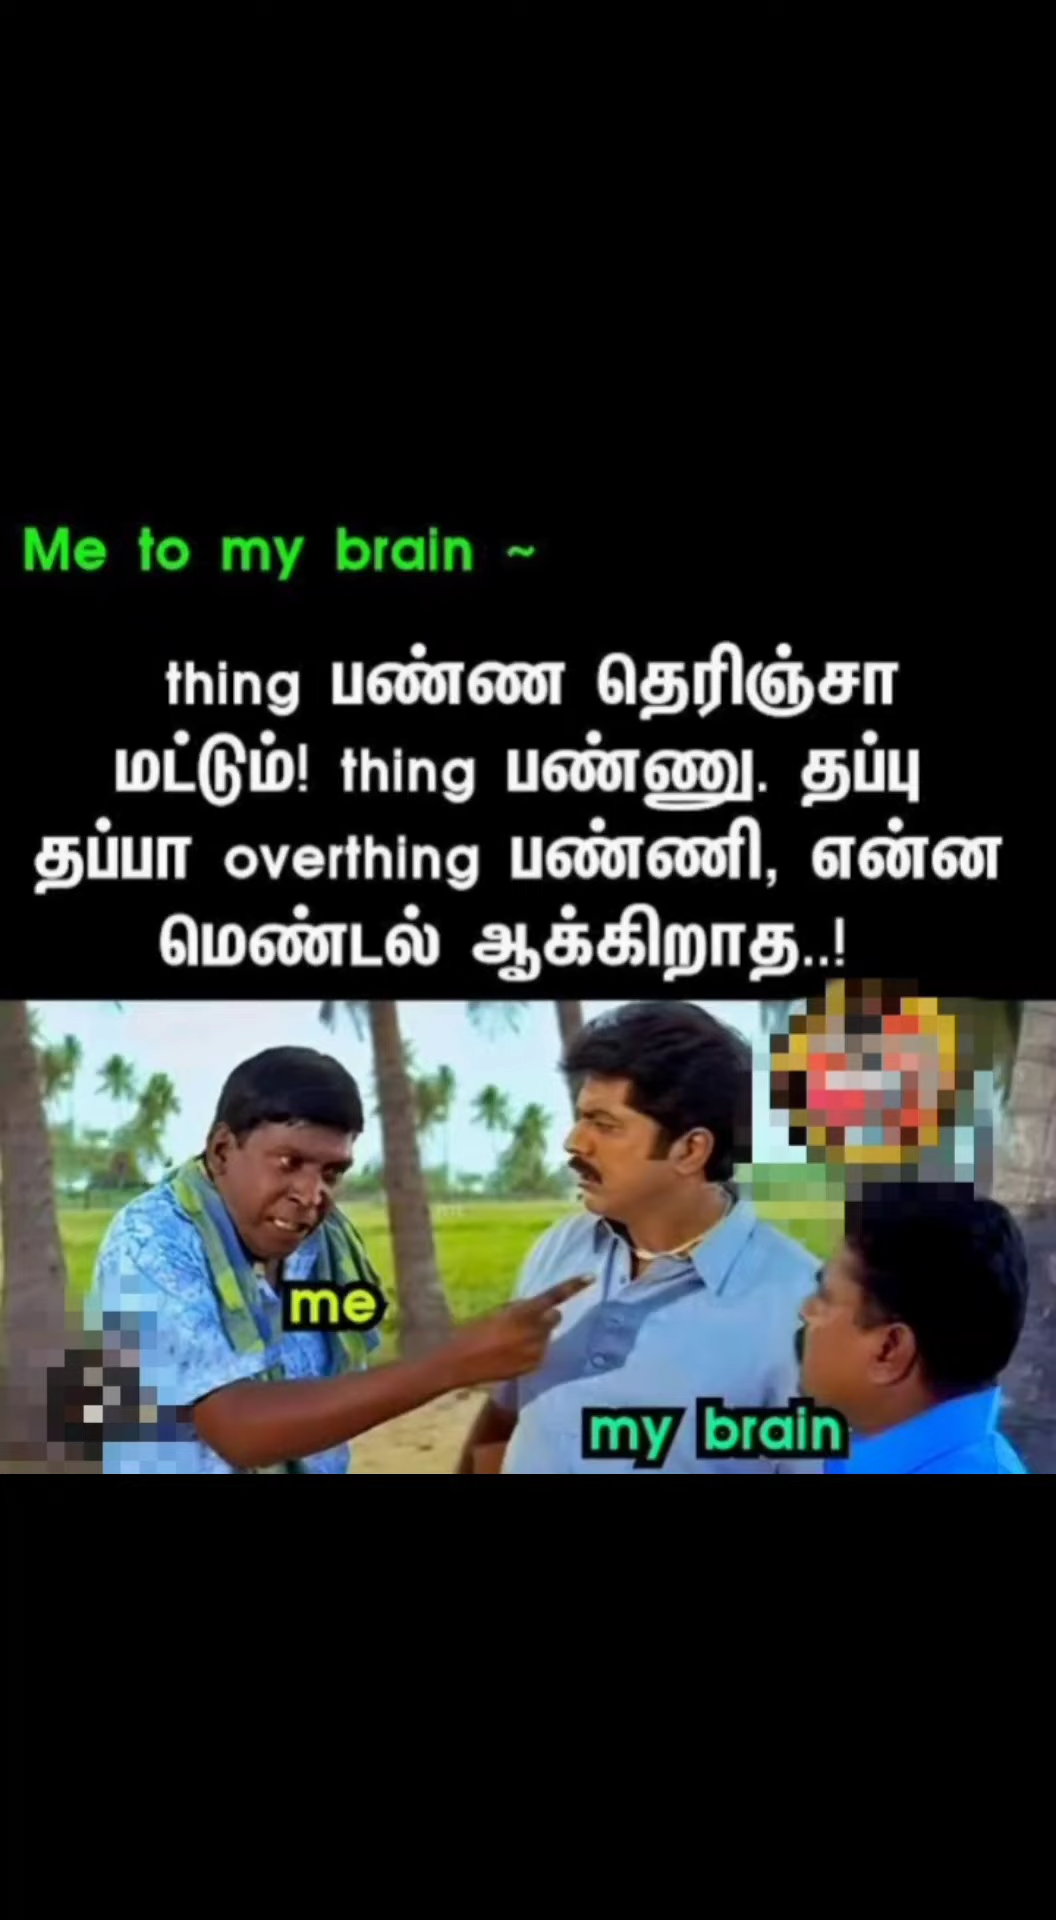 Me to my brain ~
thing பண்ண தெரிஞ்சா
மட்டும்! thing பண்ணு. தப்பு
தப்பா overthing பண்ணி, என்ன
மெண்டல் ஆக்கிறாத..!
me
my brain